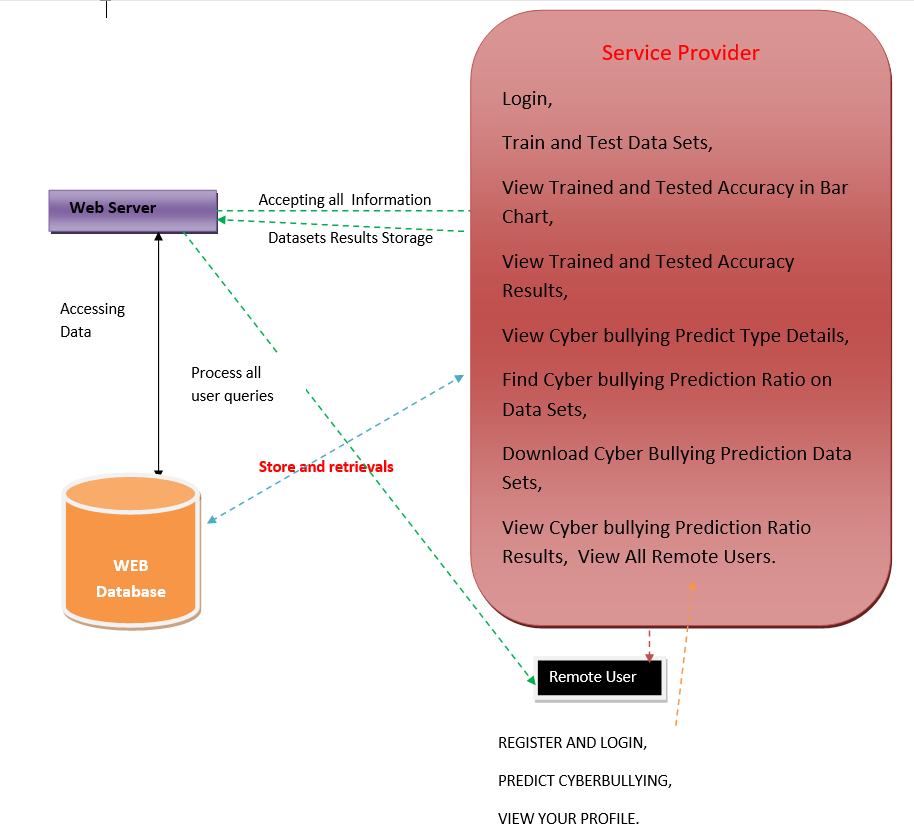 Service Provider
Login,
Train and Test Data Sets,
View Trained and Tested Accuracy in Bar
Chart,
View Trained and Tested Accuracy
Results,
View Cyber bullying Predict Type Details,
Find Cyber bullying Prediction Ratio on
Data Sets,
Download Cyber Bullying Prediction Data
Sets,
View Cyber bullying Prediction Ratio
Results,  View All Remote Users.
Web Server
Accepting all  Information
Datasets Results Storage
Accessing
Data
Process all
user queries
Store and retrievals
WEB
Database
Remote User
REGISTER AND LOGIN,
PREDICT CYBERBULLYING,
VIEW YOUR PROFILE.